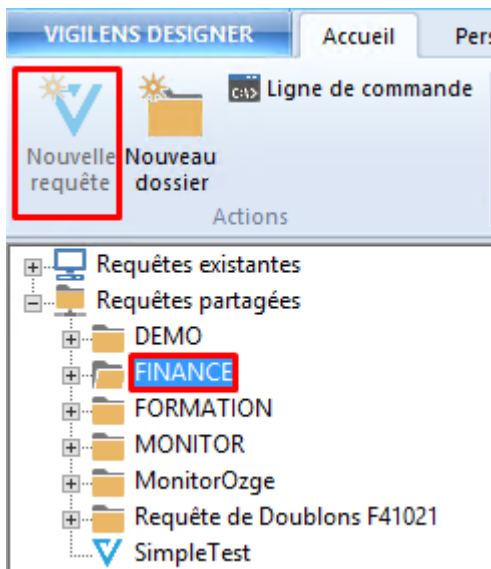 VIGILENS DESIGNER Accueil Pers
Ligne de commande
Nouvelle Nouveau
requête dossier
Actions
Requêtes existantes
Requêtes partagées
DEMO
FINANCE
FORMATION
MONITOR
MonitorOzge
Requête de Doublons F41021
SimpleTest